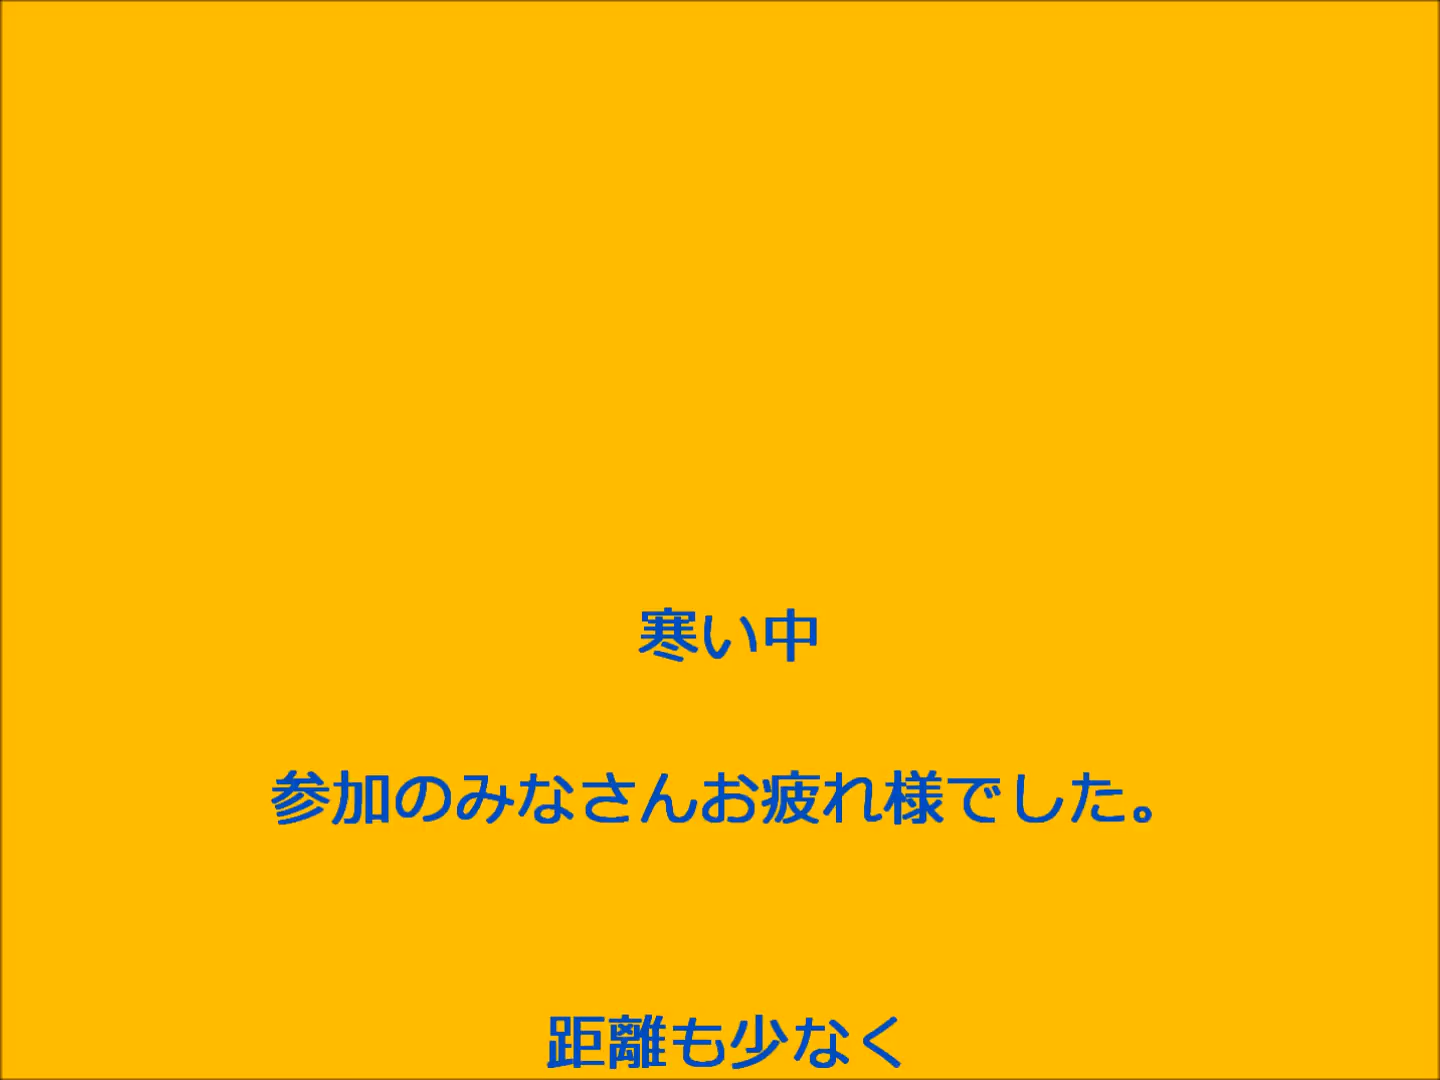 寒い中
参加のみなさんお疲れ様でした。
距離も少なく